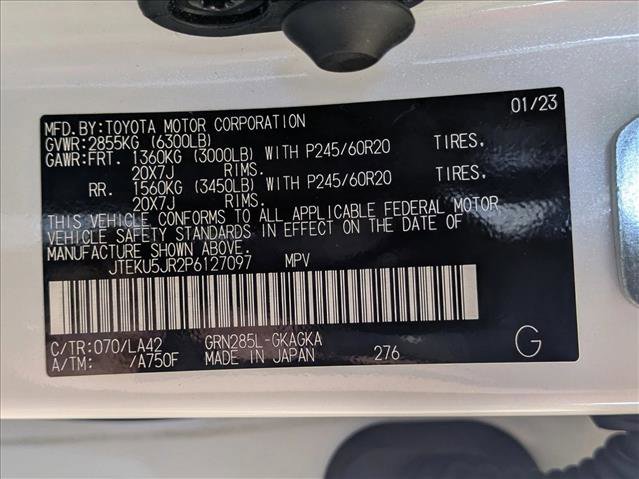 MFD.BY:TOYOTA MOTOR CORPORATION 01/23
GVWR:2855KG (6300LB)
GAWR:FRT. 1360KG (3000LB) WITH P245/60R20 TIRES,
20X7J RIMS.
RR. 1560KG (3450LB) WITH P245/60R20 TIRES,
20X7J RIMS.
THIS VEHICLE CONFORMS TO ALL APPLICABLE FEDERAL MOTOR
VEHICLE SAFETY STANDARDS IN EFFECT ON THE DATE OF
MANUFACTURE SHOWN ABOVE.
JTEKU5JR2P6127097 MPV
C/TR:070/LA42 GRN285L-GKAGKA
A/TM: /A750F MADE IN JAPAN 276 G